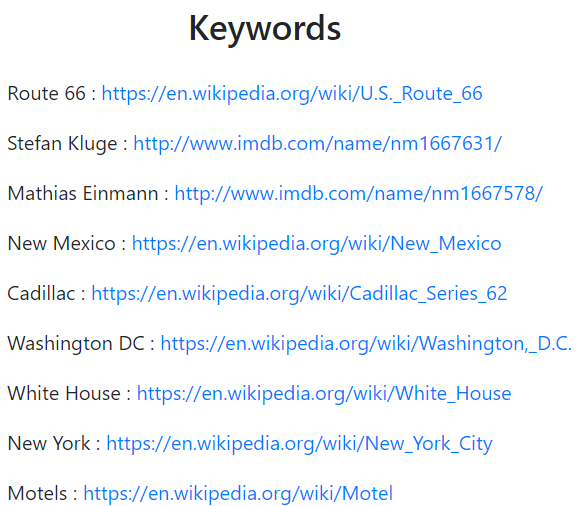 Keywords
Route 66 : https://en.wikipedia.org/wiki/U.S._Route_66
Stefan Kluge : http://www.imdb.com/name/nm1667631/
Mathias Einmann : http://www.imdb.com/name/nm1667578/
New Mexico : https://en.wikipedia.org/wiki/New_Mexico
Cadillac : https://en.wikipedia.org/wiki/Cadillac_Series_62
Washington DC : https://en.wikipedia.org/wiki/Washington,_D.C.
White House : https://en.wikipedia.org/wiki/White_House
New York : https://en.wikipedia.org/wiki/New_York_City
Motels : https://en.wikipedia.org/wiki/Motel